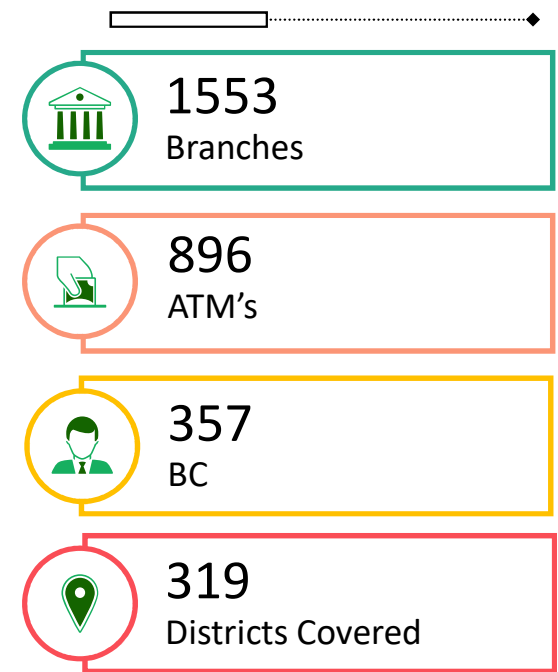 1553
Branches
896
ATM’s
357
BC
319
Districts Covered